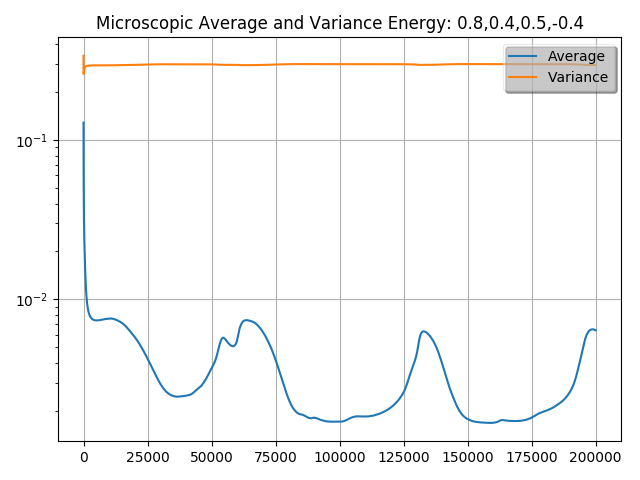 Microscopic Average and Variance Energy: 0.8,0.4,0.5,-0.4
Average
Variance
10⁻¹
10⁻²
0 25000 50000 75000 100000 125000 150000 175000 200000